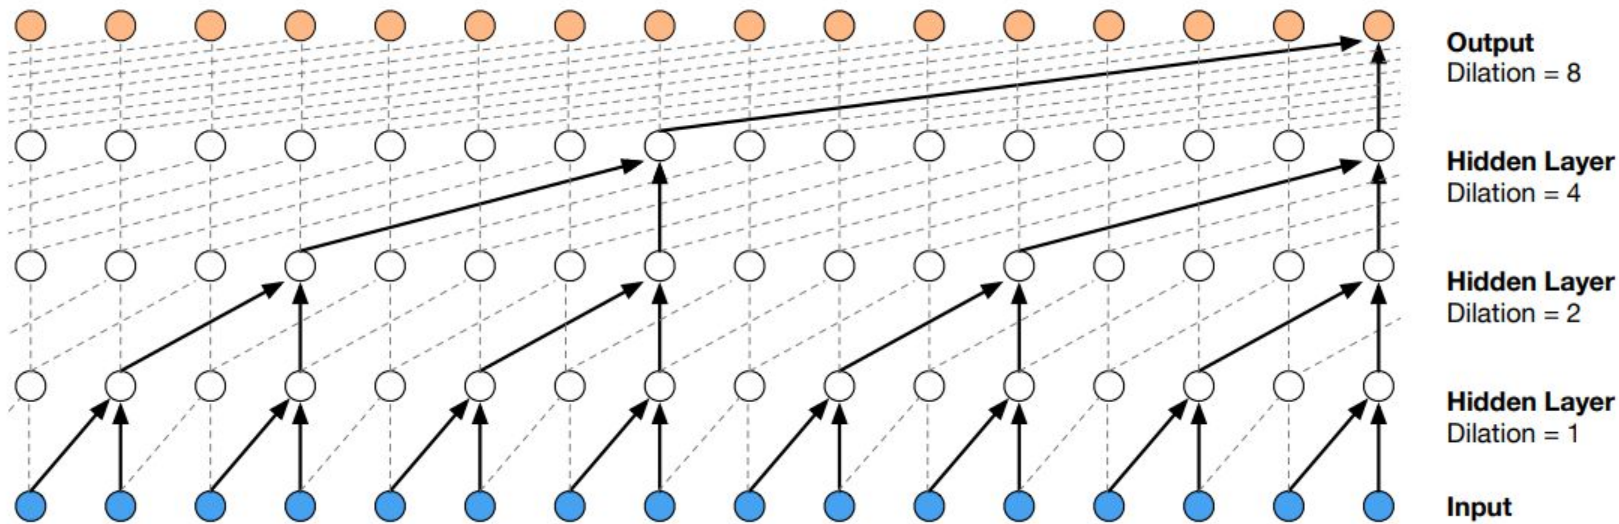 Output
Dilation = 8
Hidden Layer
Dilation = 4
Hidden Layer
Dilation = 2
Hidden Layer
Dilation = 1
Input